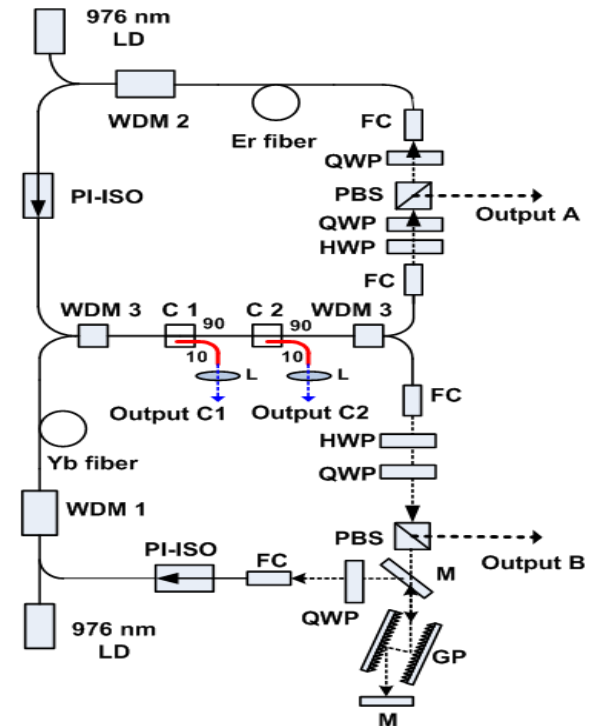 976 nm
LD
WDM 2
Er fiber
FC
QWP
PBS
Output A
QWP
HWP
PI-ISO
FC
WDM 3
C 1
90
C 2
90
WDM 3
10
L
10
L
Output C1
Output C2
FC
Yb fiber
HWP
QWP
WDM 1
PBS
Output B
PI-ISO
FC
M
QWP
976 nm
LD
GP
M